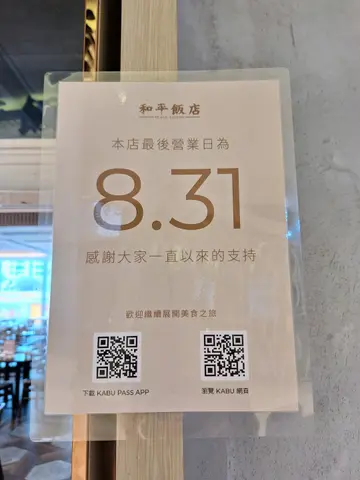 和平飯店
本店最後營業日為
8.31
感謝大家一直以來的支持
歡迎繼續展開美食之旅
下載 KABU PASS APP
瀏覽 KABU 網頁